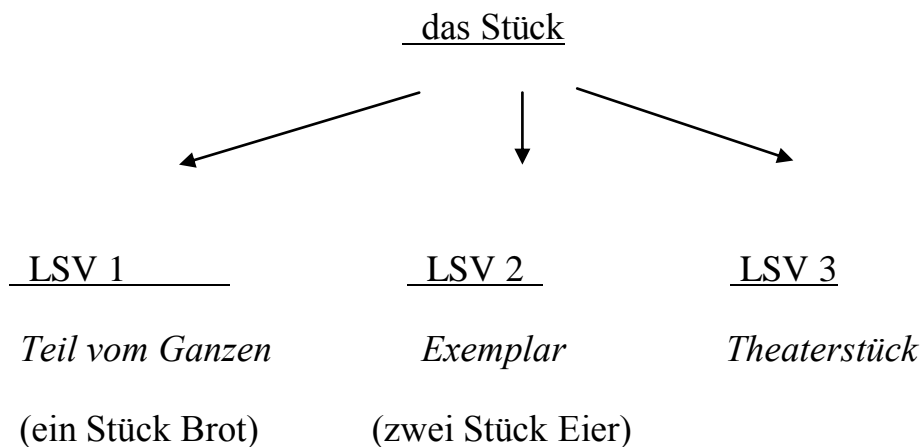 das Stück
LSV 1 LSV 2 LSV 3
Teil vom Ganzen Exemplar Theaterstück
(ein Stück Brot) (zwei Stück Eier)